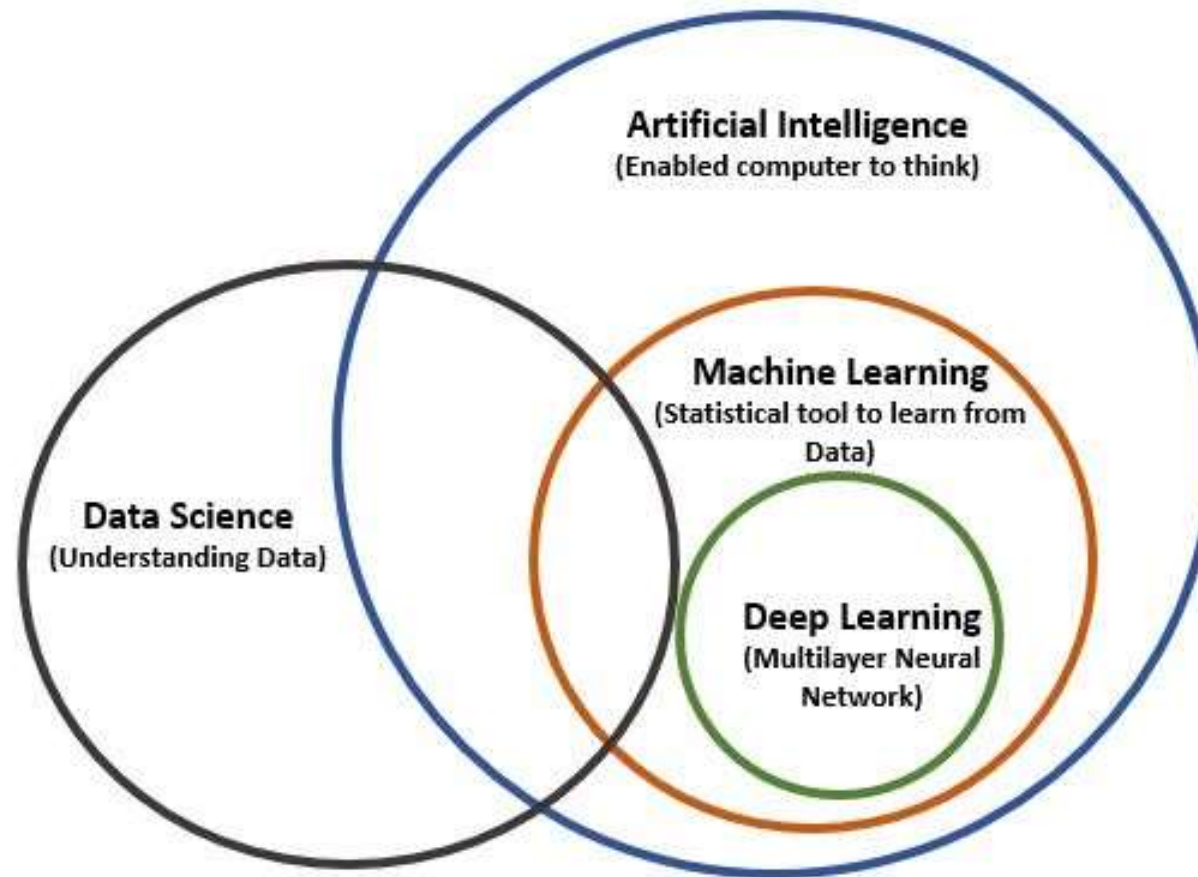 Artificial Intelligence
(Enabled computer to think)
Machine Learning
(Statistical tool to learn from
Data)
Data Science
(Understanding Data)
Deep Learning
(Multilayer Neural
Network)